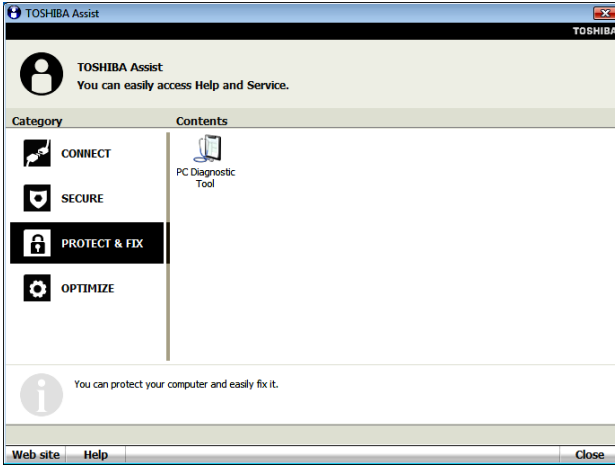 TOSHIBA Assist
TOSHIBA
TOSHIBA Assist
You can easily access Help and Service.
Category
Contents
CONNECT
SECURE
PROTECT & FIX
OPTIMIZE
PC Diagnostic
Tool
You can protect your computer and easily fix it.
Web site
Help
Close